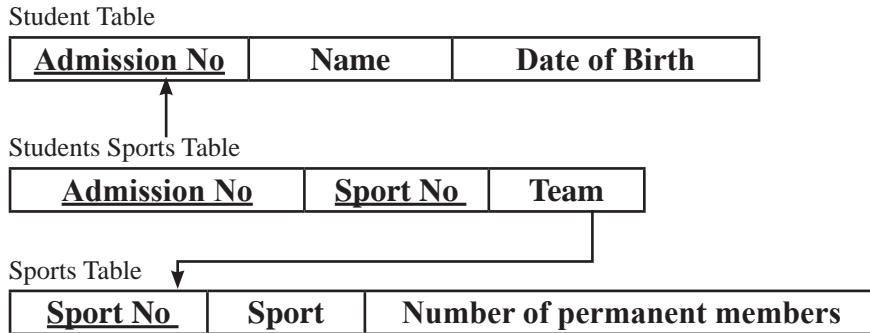 Student Table
Admission No Name Date of Birth
Students Sports Table
Admission No Sport No Team
Sports Table
Sport No Sport Number of permanent members